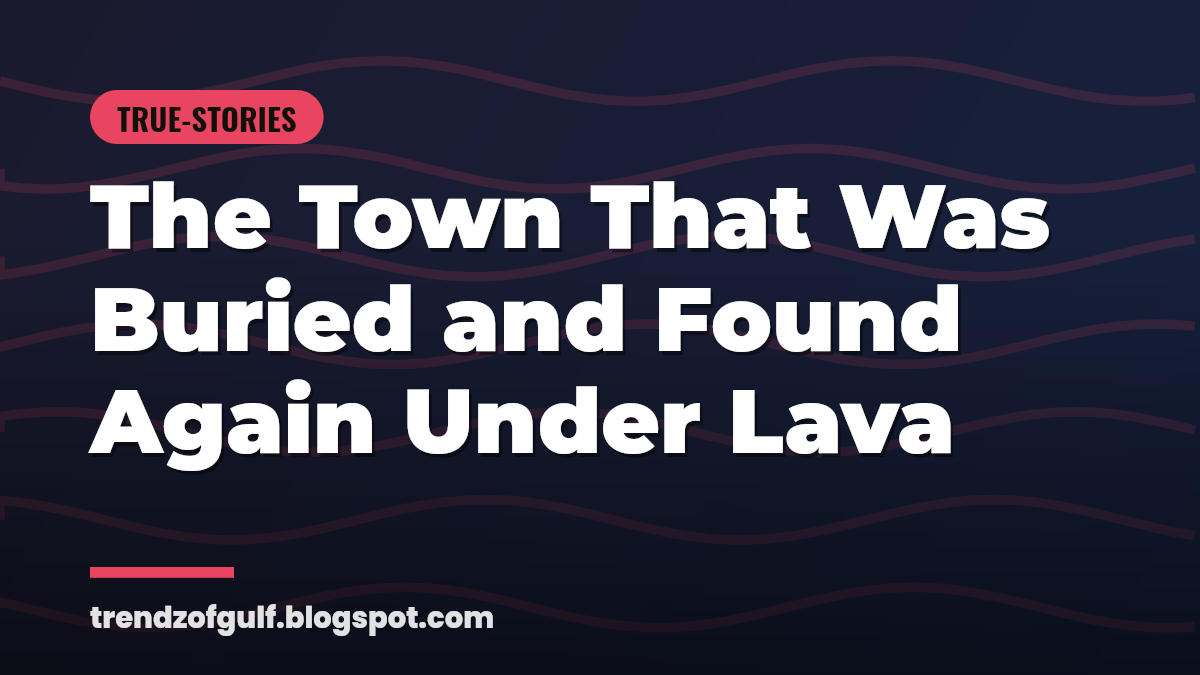 TRUE-STORIES
The Town That Was
Buried and Found
Again Under Lava
trendzofgulf.blogspot.com